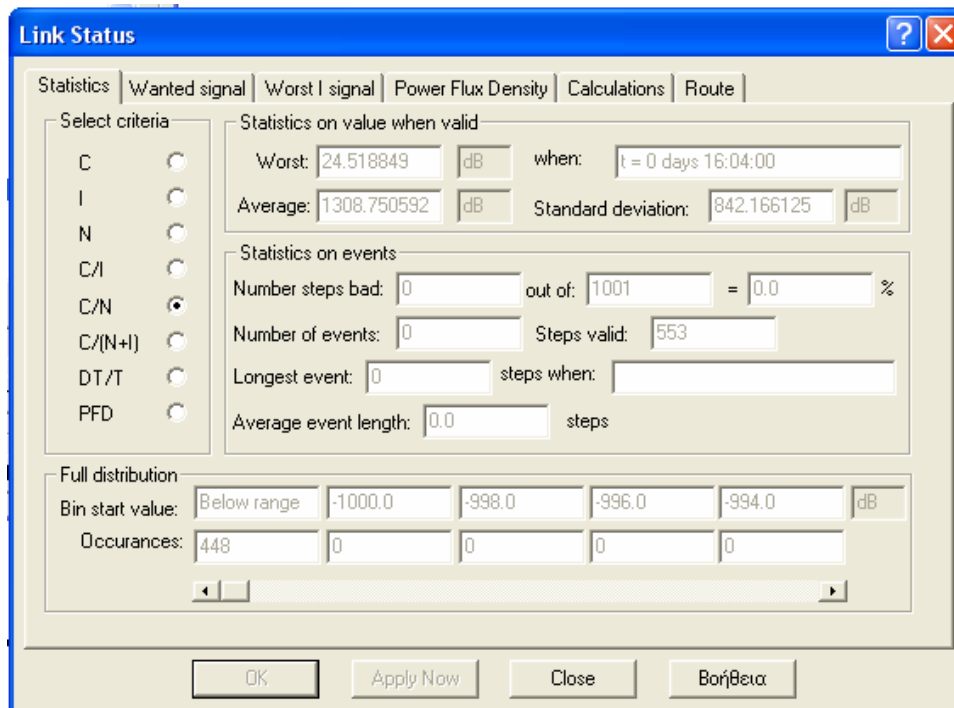 Link Status
Statistics Wanted signal Worst I signal Power Flux Density Calculations Route
Select criteria
C
I
N
C/I
C/N
C/(N+I)
DT/T
PFD
Statistics on value when valid
Worst: 24.518849 dB when: t = 0 days 16:04:00
Average: 1308.750592 dB Standard deviation: 842.166125 dB
Statistics on events
Number steps bad: 0 out of: 1001 = 0.0 %
Number of events: 0 Steps valid: 553
Longest event: 0 steps when:
Average event length: 0.0 steps
Full distribution
Bin start value: Below range -1000.0 -998.0 -996.0 -994.0 dB
Occurances: 448 0 0 0 0
OK Apply Now Close Βοήθεια